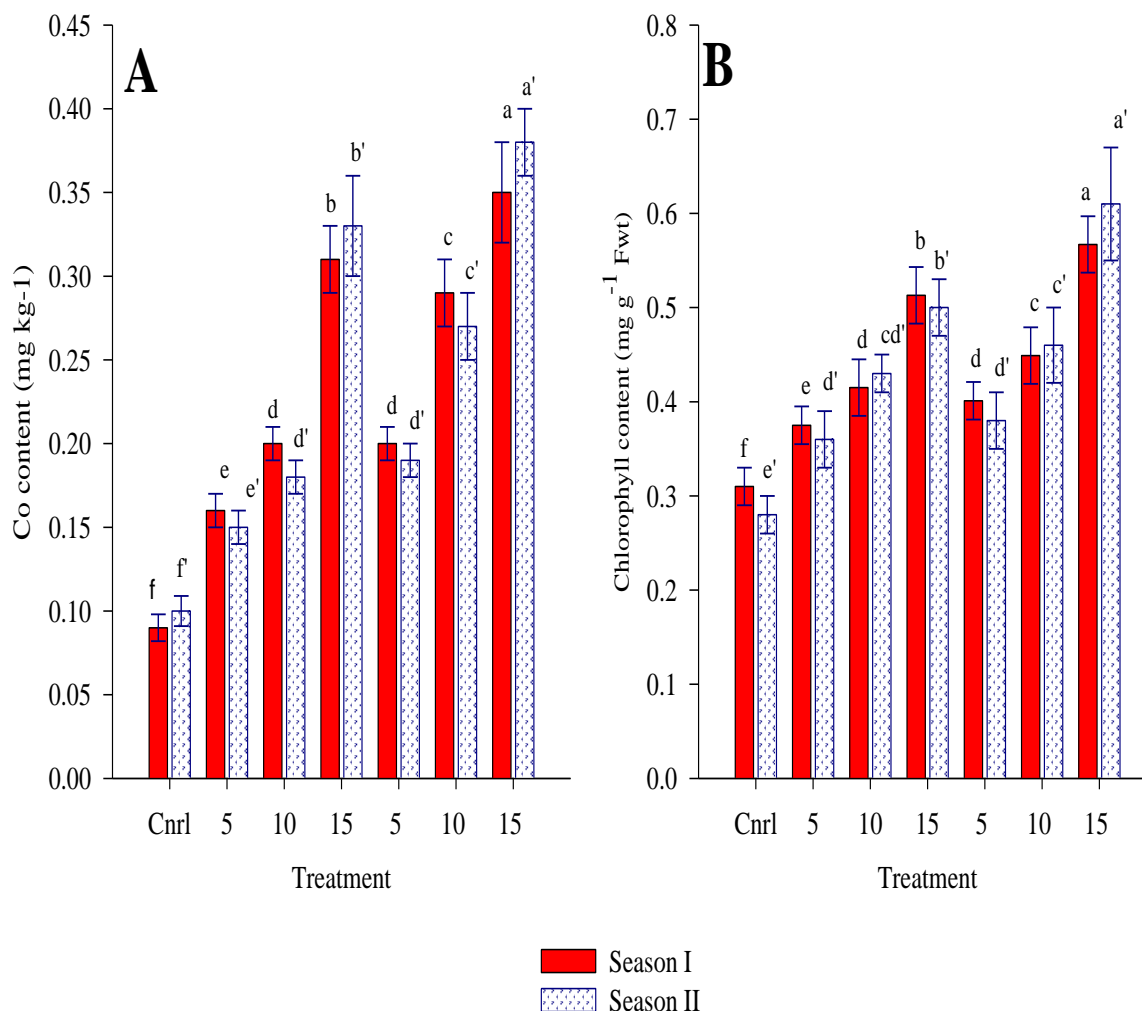 A
Co content (mg kg-1)
0.45
0.40
0.35
0.30
0.25
0.20
0.15
0.10
0.05
0.00
f
f'
e
e'
d
d'
b
b'
d
d'
c
c'
a
a'
Cnrl 5 10 15 5 10 15
Treatment
B
Chlorophyll content (mg g-1 Fwt)
0.8
0.7
0.6
0.5
0.4
0.3
0.2
0.1
0.0
f
e'
e
d'
d
cd'
b
b'
d
d'
c
c'
a
a'
Cnrl 5 10 15 5 10 15
Treatment
Season I
Season II